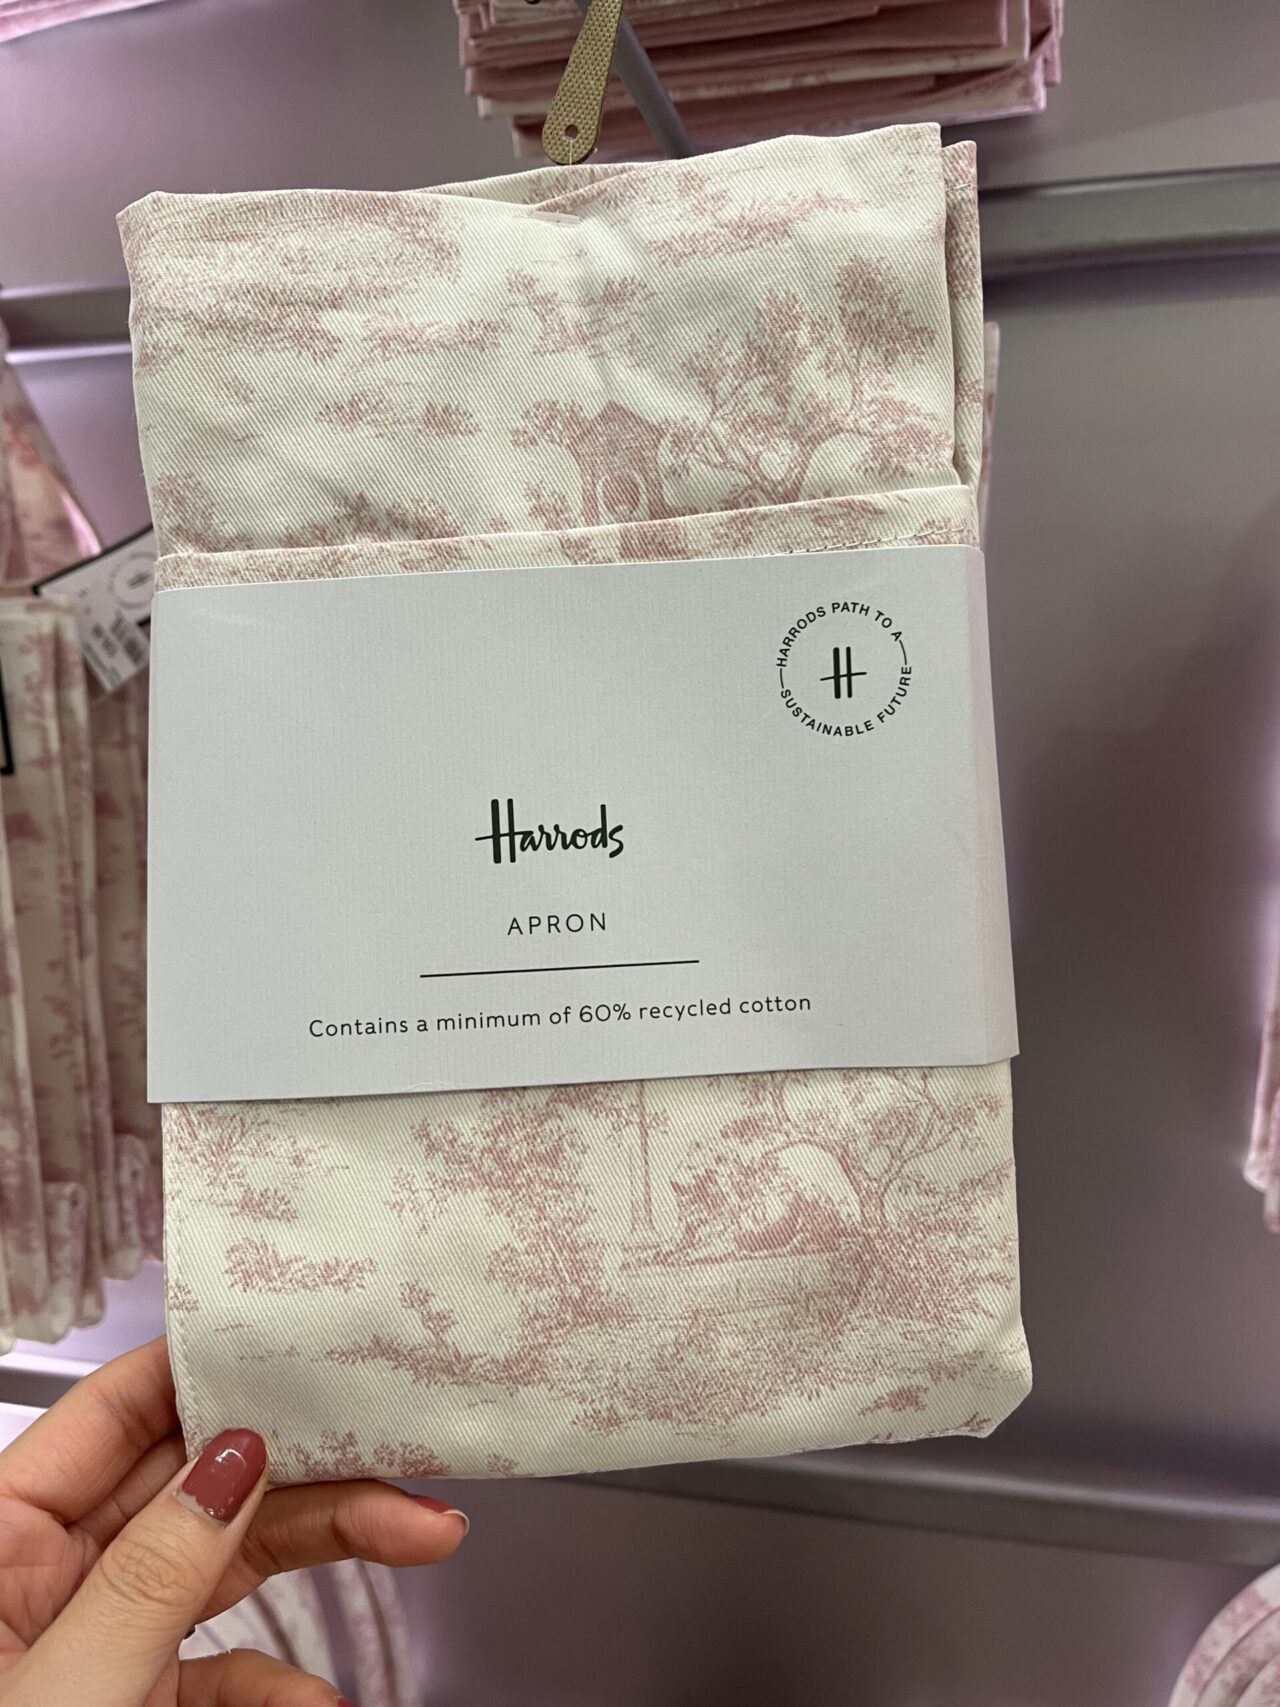 HARRODS PATH TO A
SUSTAINABLE FUTURE
H
Harrods
APRON
Contains a minimum of 60% recycled cotton